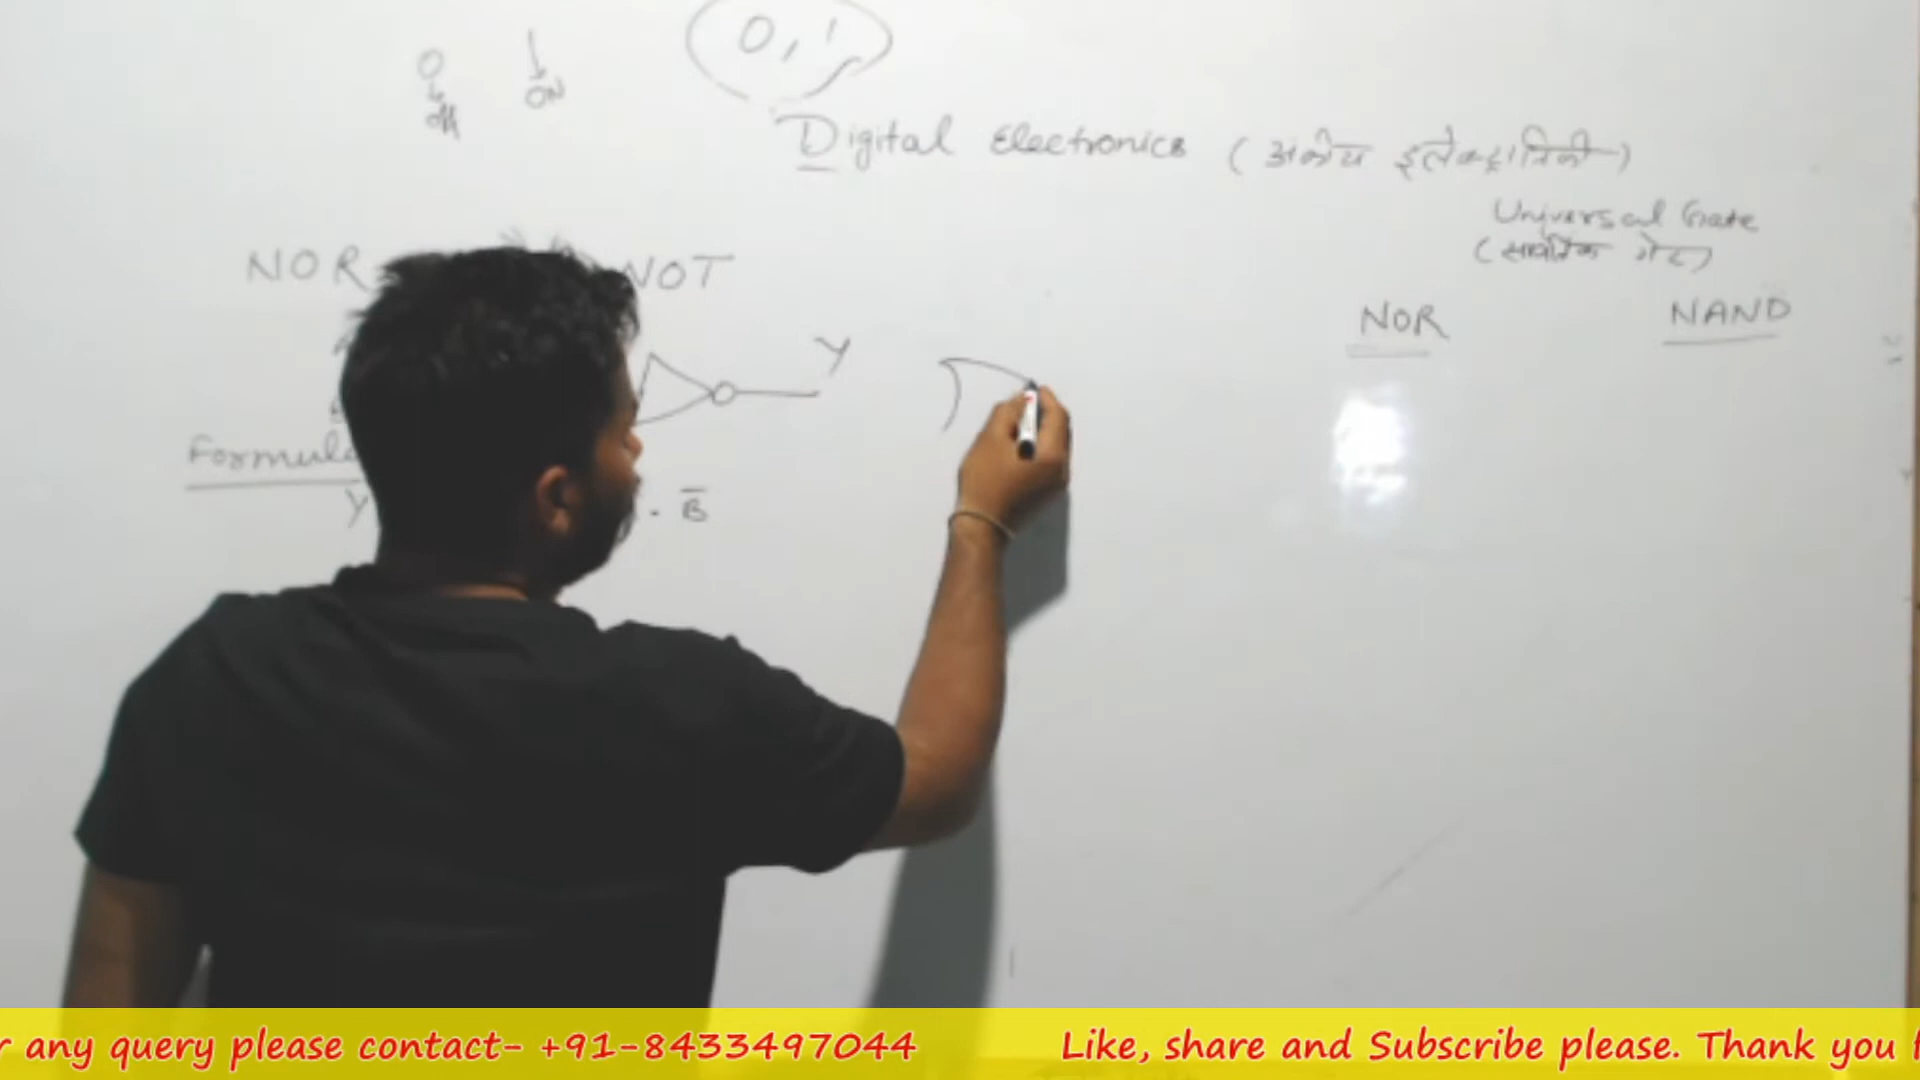 0, 1
0
ON
Off
Digital Electronics (अंकीय इलेक्ट्रॉनिकी)
Universal Gate
(सार्वत्रिक गेट)
NOR NOT
NOR NAND
Y
Formula
Y . B̅
r any query please contact- +91-8433497044 Like, share and Subscribe please. Thank you f